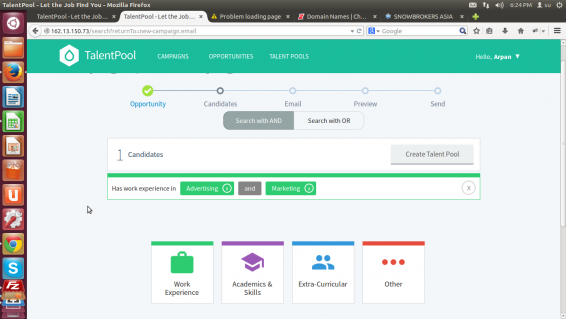 TalentPool - Let the Job Find You - Mozilla Firefox
6:24 PM su
TalentPool - Let the Job...
TalentPool - Let the Job...
Problem loading page
Domain Names | Ch...
SNOWBROKERS ASIA
162.13.150.73/search?returnTo=new-campaign.email
Google
TalentPool
CAMPAIGNS
OPPORTUNITIES
TALENT POOLS
Hello, Arpan
Opportunity
Candidates
Email
Preview
Send
Search with AND
Search with OR
1 Candidates
Create Talent Pool
Has work experience in Advertising x and Marketing x
X
Work Experience
Academics & Skills
Extra-Curricular
Other